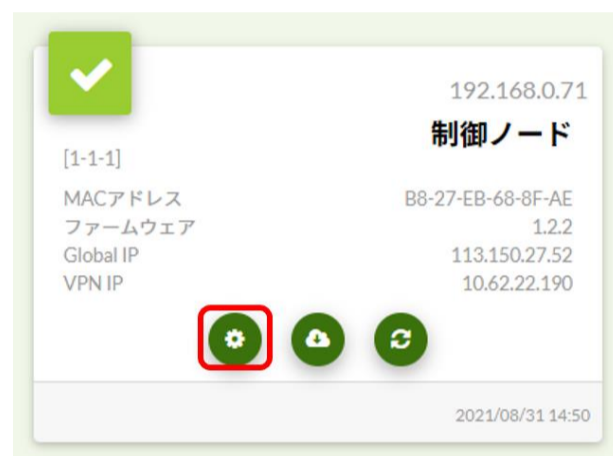 192.168.0.71
制御ノード
[1-1-1]
MACアドレス B8-27-EB-68-8F-AE
ファームウェア 1.2.2
Global IP 113.150.27.52
VPN IP 10.62.22.190
2021/08/31 14:50